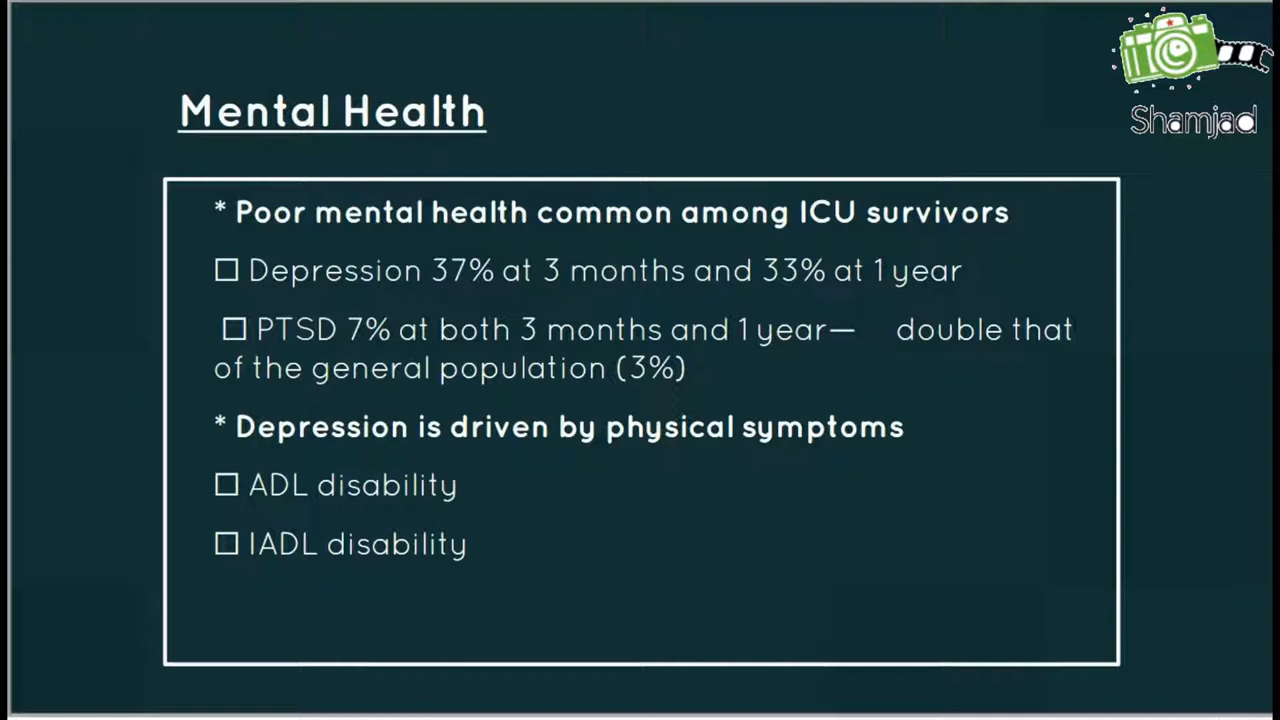 Shamjad
Mental Health
* Poor mental health common among ICU survivors
☐ Depression 37% at 3 months and 33% at 1 year
☐ PTSD 7% at both 3 months and 1 year— double that
of the general population (3%)
* Depression is driven by physical symptoms
☐ ADL disability
☐ IADL disability